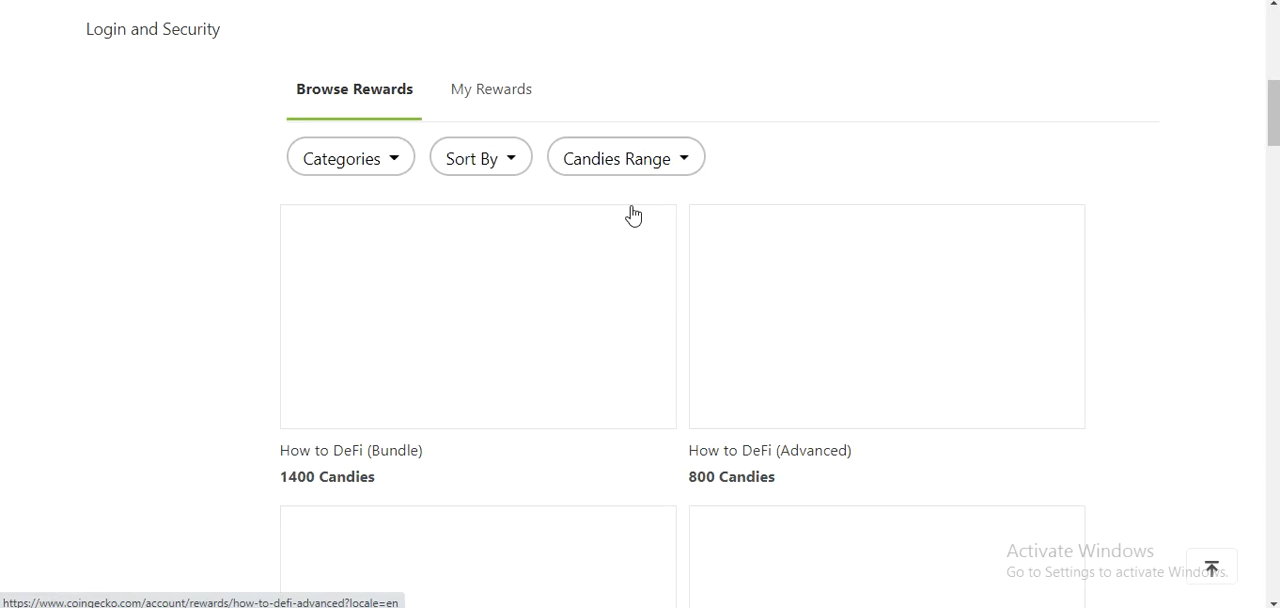 Login and Security
Browse Rewards
My Rewards
Categories
Sort By
Candies Range
How to DeFi (Bundle)
1400 Candies
How to DeFi (Advanced)
800 Candies
Activate Windows
Go to Settings to activate Windows.
https://www.coingecko.com/account/rewards/how-to-defi-advanced?locale=en